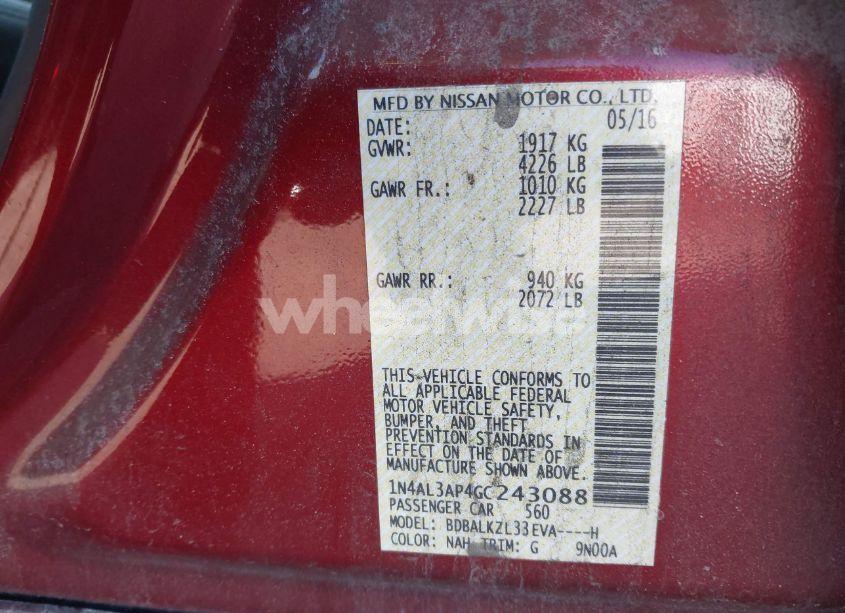 MFD BY NISSAN MOTOR CO., LTD.
DATE: 05/16
GVWR: 1917 KG
4226 LB
GAWR FR.: 1010 KG
2227 LB
GAWR RR.: 940 KG
2072 LB
wheelwise
THIS VEHICLE CONFORMS TO
ALL APPLICABLE FEDERAL
MOTOR VEHICLE SAFETY,
BUMPER, AND THEFT
PREVENTION STANDARDS IN
EFFECT ON THE DATE OF
MANUFACTURE SHOWN ABOVE.
1N4AL3AP4GC243088
PASSENGER CAR 560
MODEL: BDBALKZL33EVA----H
COLOR: NAH TRIM: G 9N00A